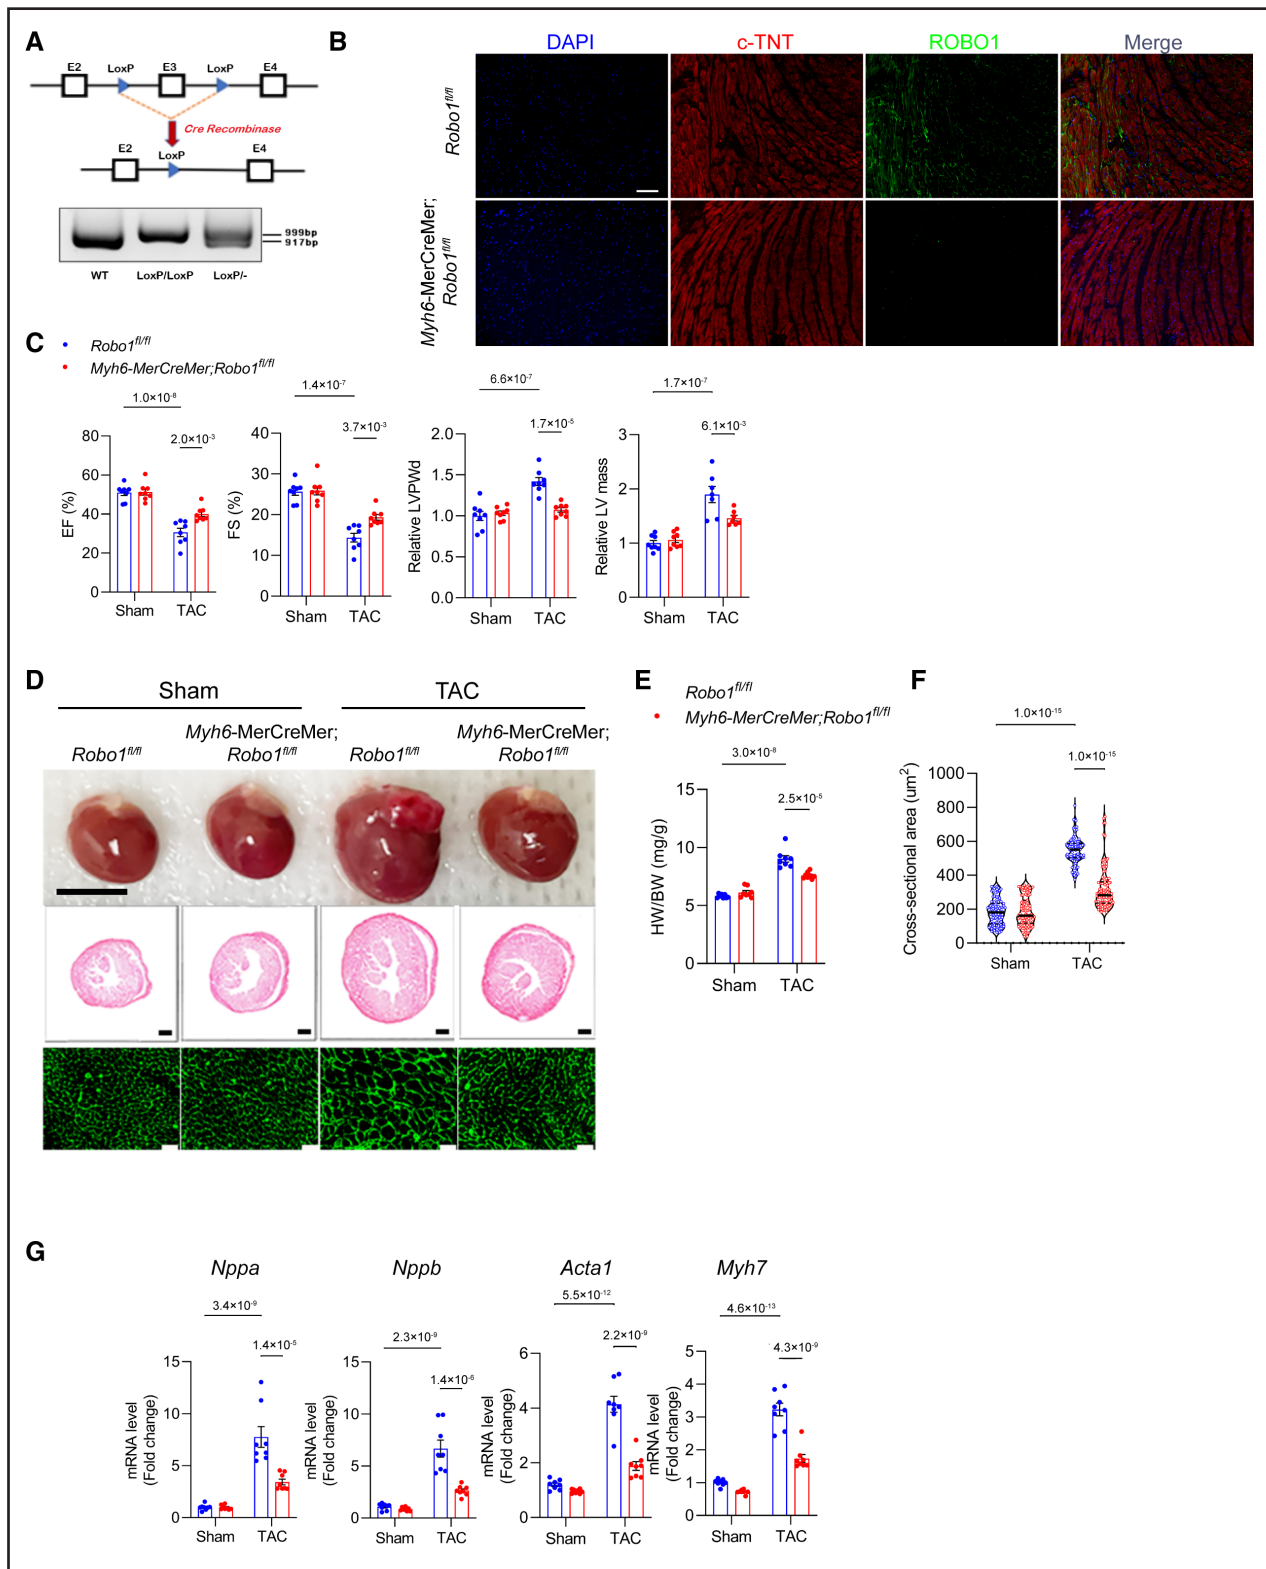 A
E2 LoxP E3 LoxP E4
Cre Recombinase
E2 LoxP E4
999bp
917bp
WT LoxP/LoxP LoxP/-
B
DAPI c-TNT ROBO1 Merge
Robo1fl/fl
Myh6-MerCreMer;
Robo1fl/fl
C
Robo1fl/fl
Myh6-MerCreMer;Robo1fl/fl
1.0×10-8
2.0×10-3
EF (%)
80
60
40
20
0
Sham TAC
1.4×10-7
3.7×10-3
FS (%)
40
30
20
10
0
Sham TAC
6.6×10-7
1.7×10-5
Relative LVPWd
2.0
1.5
1.0
0.5
0.0
Sham TAC
1.7×10-7
6.1×10-3
Relative LV mass
3
2
1
0
Sham TAC
D
Sham TAC
Robo1fl/fl
Myh6-MerCreMer;
Robo1fl/fl
Robo1fl/fl
Myh6-MerCreMer;
Robo1fl/fl
E
Robo1fl/fl
Myh6-MerCreMer;Robo1fl/fl
3.0×10-8
2.5×10-5
HW/BW (mg/g)
15
10
5
0
Sham TAC
F
1.0×10-15
1.0×10-15
Cross-sectional area (um2)
1000
800
600
400
200
0
Sham TAC
G
Nppa
3.4×10-9
1.4×10-5
mRNA level
(Fold change)
15
10
5
0
Sham TAC
Nppb
2.3×10-9
1.4×10-6
mRNA level
(Fold change)
15
10
5
0
Sham TAC
Acta1
5.5×10-12
2.2×10-9
mRNA level
(Fold change)
6
4
2
0
Sham TAC
Myh7
4.6×10-13
4.3×10-9
mRNA level
(Fold change)
5
4
3
2
1
0
Sham TAC